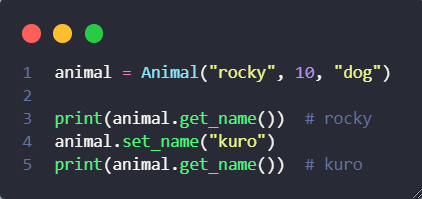 1 animal = Animal("rocky", 10, "dog")
2
3 print(animal.get_name())  # rocky
4 animal.set_name("kuro")
5 print(animal.get_name())  # kuro